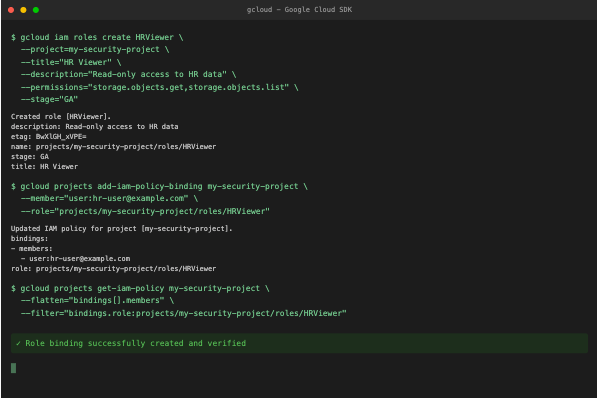 gcloud — Google Cloud SDK
$ gcloud iam roles create HRViewer \
--project=my-security-project \
--title="HR Viewer" \
--description="Read-only access to HR data" \
--permissions="storage.objects.get,storage.objects.list" \
--stage="GA"
Created role [HRViewer].
description: Read-only access to HR data
etag: BwXlGH_xVPE=
name: projects/my-security-project/roles/HRViewer
stage: GA
title: HR Viewer
$ gcloud projects add-iam-policy-binding my-security-project \
--member="user:hr-user@example.com" \
--role="projects/my-security-project/roles/HRViewer"
Updated IAM policy for project [my-security-project].
bindings:
- members:
- user:hr-user@example.com
role: projects/my-security-project/roles/HRViewer
$ gcloud projects get-iam-policy my-security-project \
--flatten="bindings[].members" \
--filter="bindings.role:projects/my-security-project/roles/HRViewer"
✓ Role binding successfully created and verified